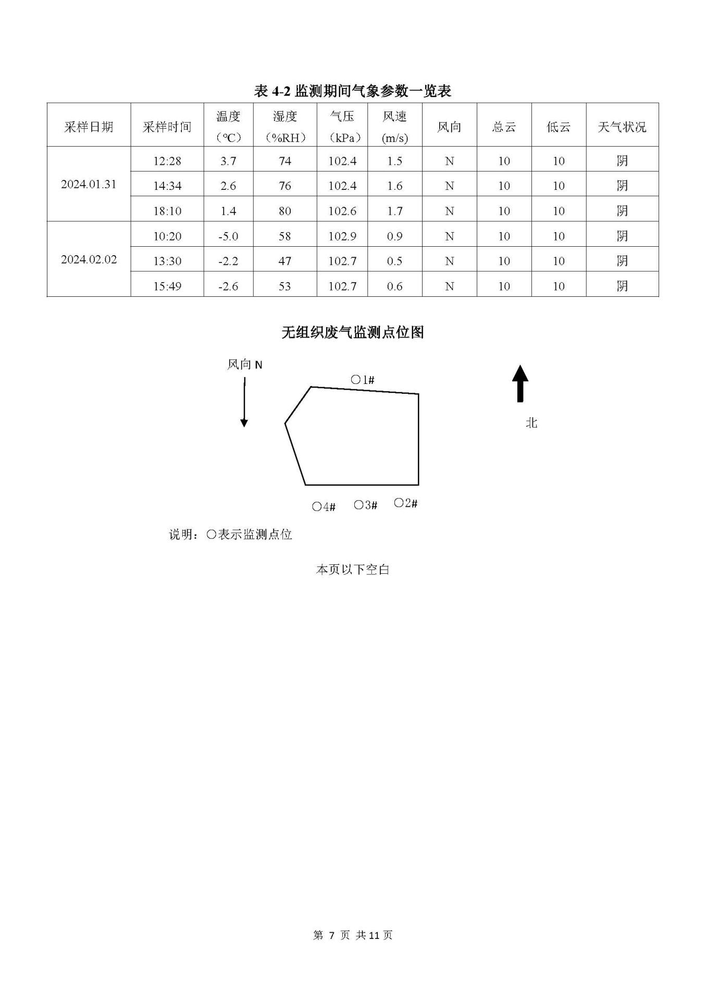 表 4-2 监测期间气象参数一览表
采样日期 采样时间 温度（℃） 湿度（%RH） 气压（kPa） 风速(m/s) 风向 总云 低云 天气状况
2024.01.31 12:28 3.7 74 102.4 1.5 N 10 10 阴
14:34 2.6 76 102.4 1.6 N 10 10 阴
18:10 1.4 80 102.6 1.7 N 10 10 阴
2024.02.02 10:20 -5.0 58 102.9 0.9 N 10 10 阴
13:30 -2.2 47 102.7 0.5 N 10 10 阴
15:49 -2.6 53 102.7 0.6 N 10 10 阴
无组织废气监测点位图
风向 N
○1#
北
○4# ○3# ○2#
说明：○表示监测点位
本页以下空白
第 7 页 共 11 页